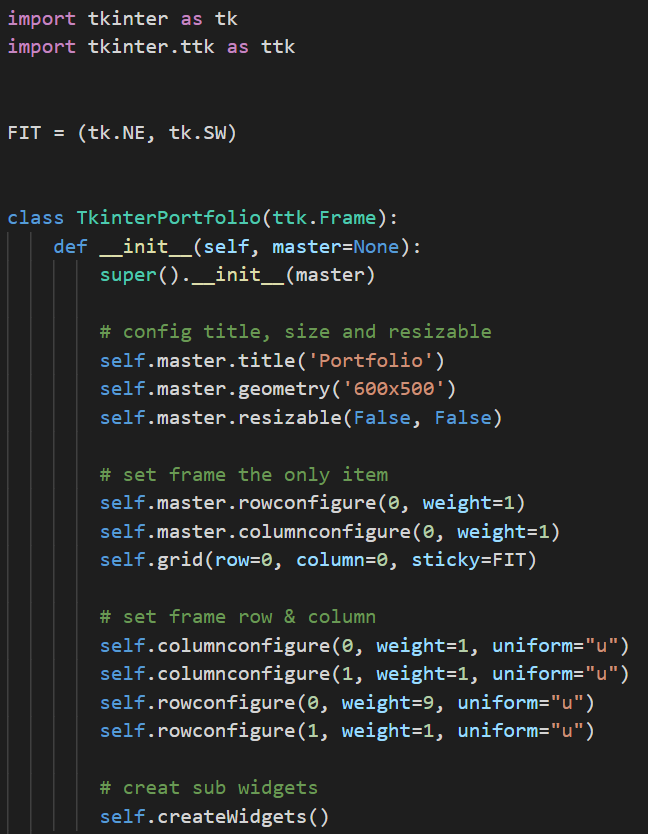 import tkinter as tk
import tkinter.ttk as ttk
FIT = (tk.NE, tk.SW)
class TkinterPortfolio(ttk.Frame):
    def __init__(self, master=None):
        super().__init__(master)
        # config title, size and resizable
        self.master.title('Portfolio')
        self.master.geometry('600x500')
        self.master.resizable(False, False)
        # set frame the only item
        self.master.rowconfigure(0, weight=1)
        self.master.columnconfigure(0, weight=1)
        self.grid(row=0, column=0, sticky=FIT)
        # set frame row & column
        self.columnconfigure(0, weight=1, uniform="u")
        self.columnconfigure(1, weight=1, uniform="u")
        self.rowconfigure(0, weight=9, uniform="u")
        self.rowconfigure(1, weight=1, uniform="u")
        # creat sub widgets
        self.createWidgets()